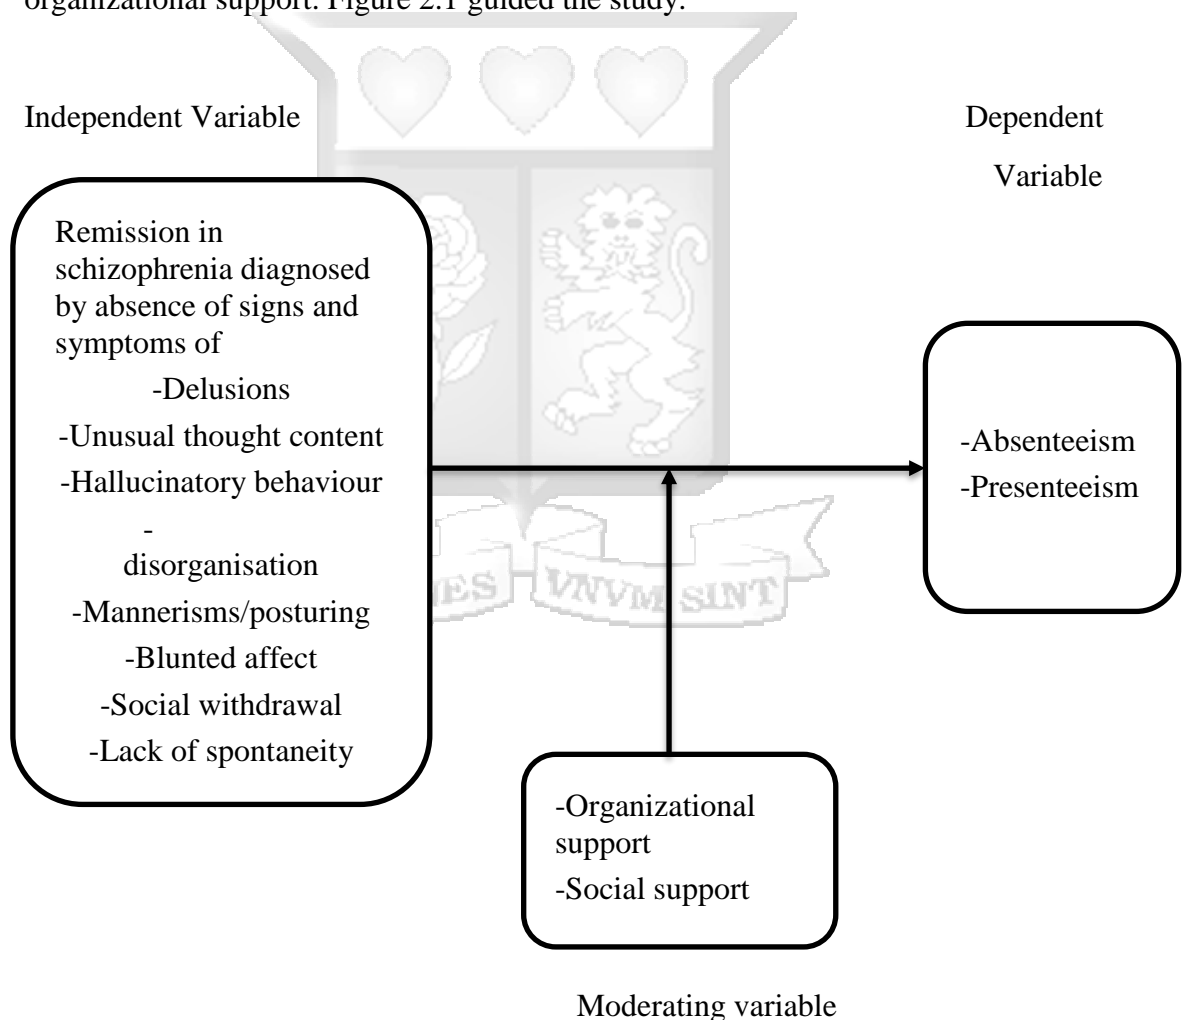 organizational support. Figure 2.1 guided the study.
Independent Variable
Dependent
Variable
Remission in
schizophrenia diagnosed
by absence of signs and
symptoms of
-Delusions
-Unusual thought content
-Hallucinatory behaviour
-
disorganisation
-Mannerisms/posturing
-Blunted affect
-Social withdrawal
-Lack of spontaneity
-Absenteeism
-Presenteeism
-Organizational
support
-Social support
Moderating variable
VNVM SINT